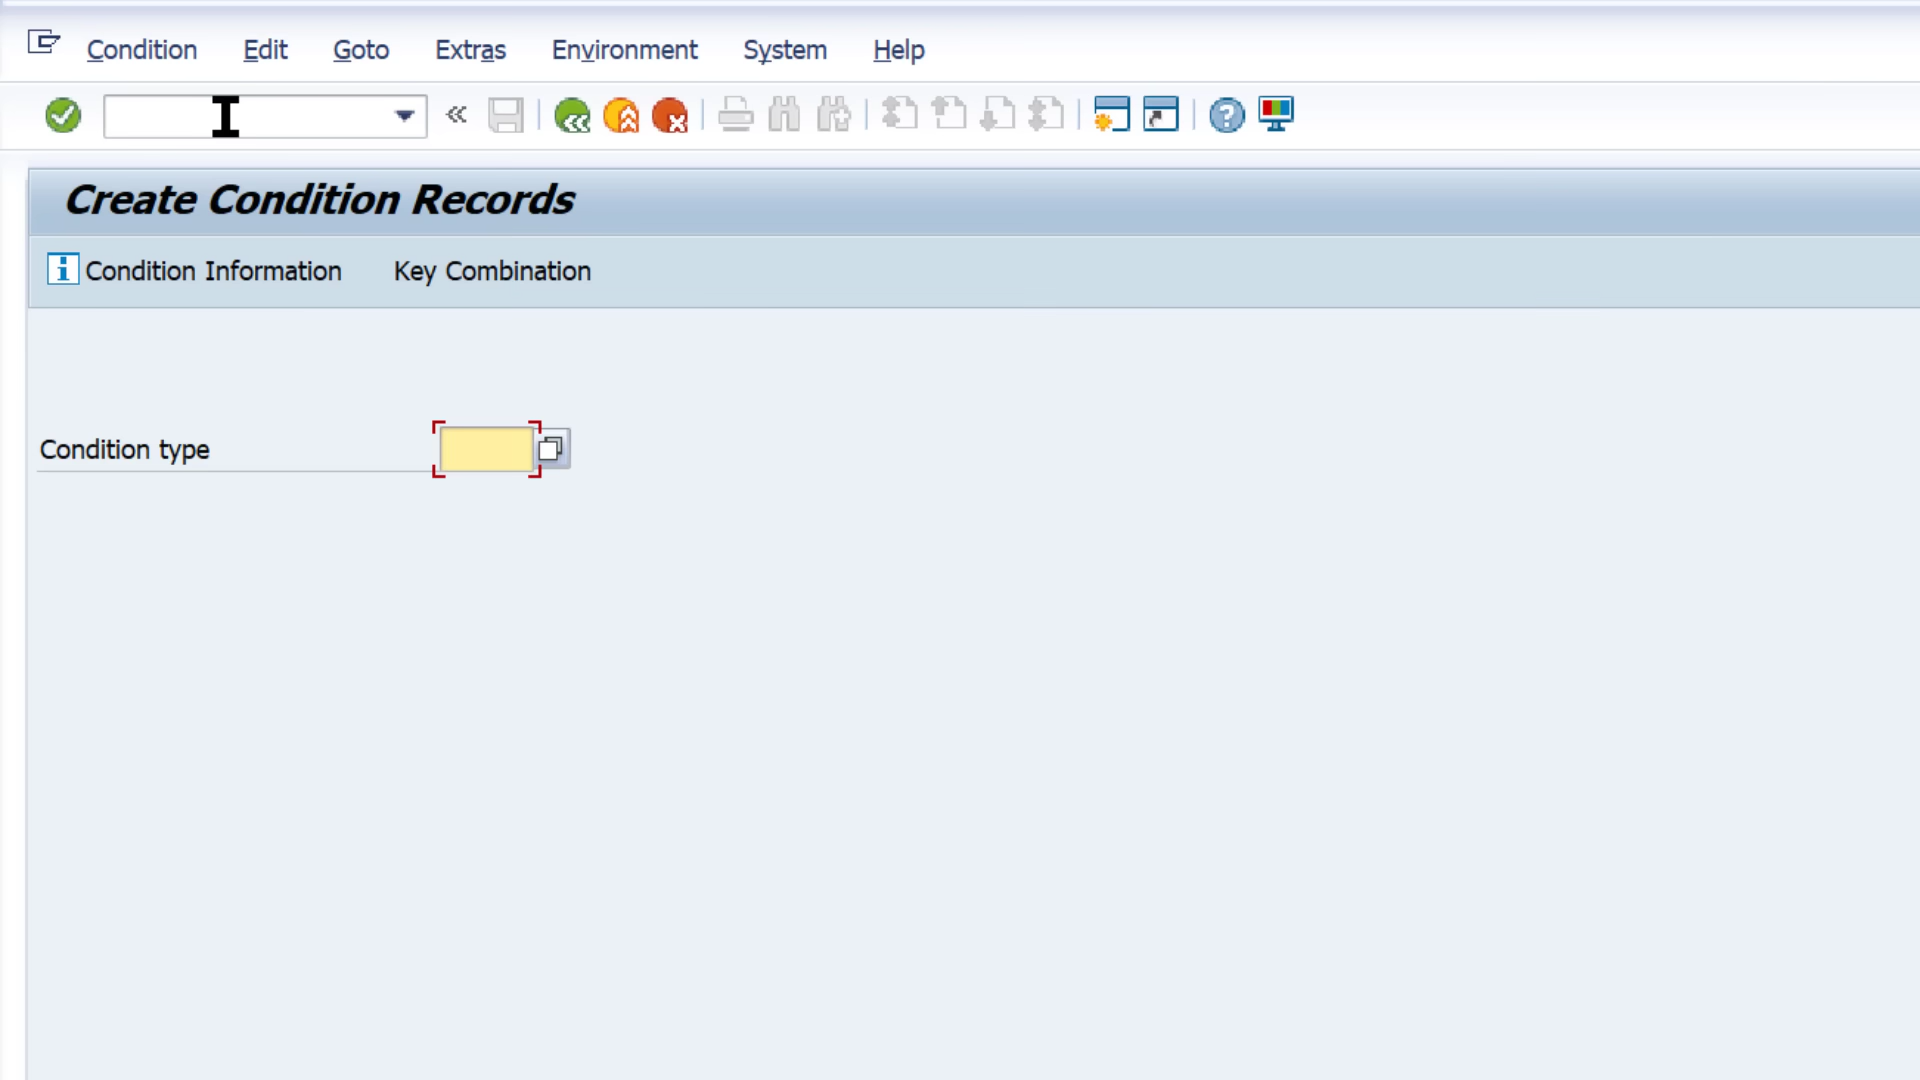 Condition Edit Goto Extras Environment System Help
Create Condition Records
Condition Information Key Combination
Condition type